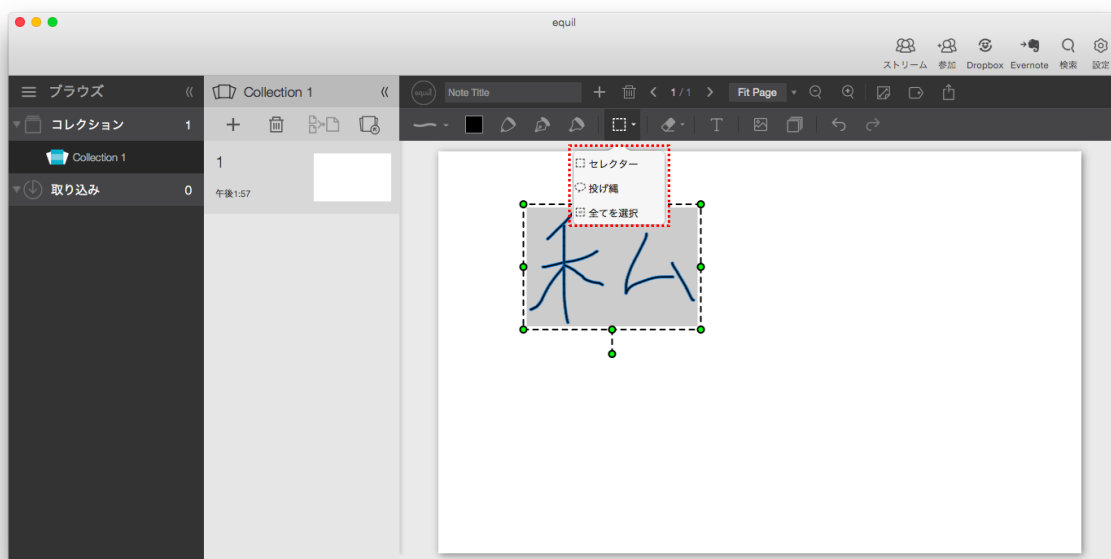 equil
ストリーム 参加 Dropbox Evernote 検索 設定
ブラウズ
コレクション 1
Collection 1
取り込み 0
Collection 1
1
午後1:57
equil Note Title 1 / 1 Fit Page
T
セレクター
投げ縄
全てを選択
私